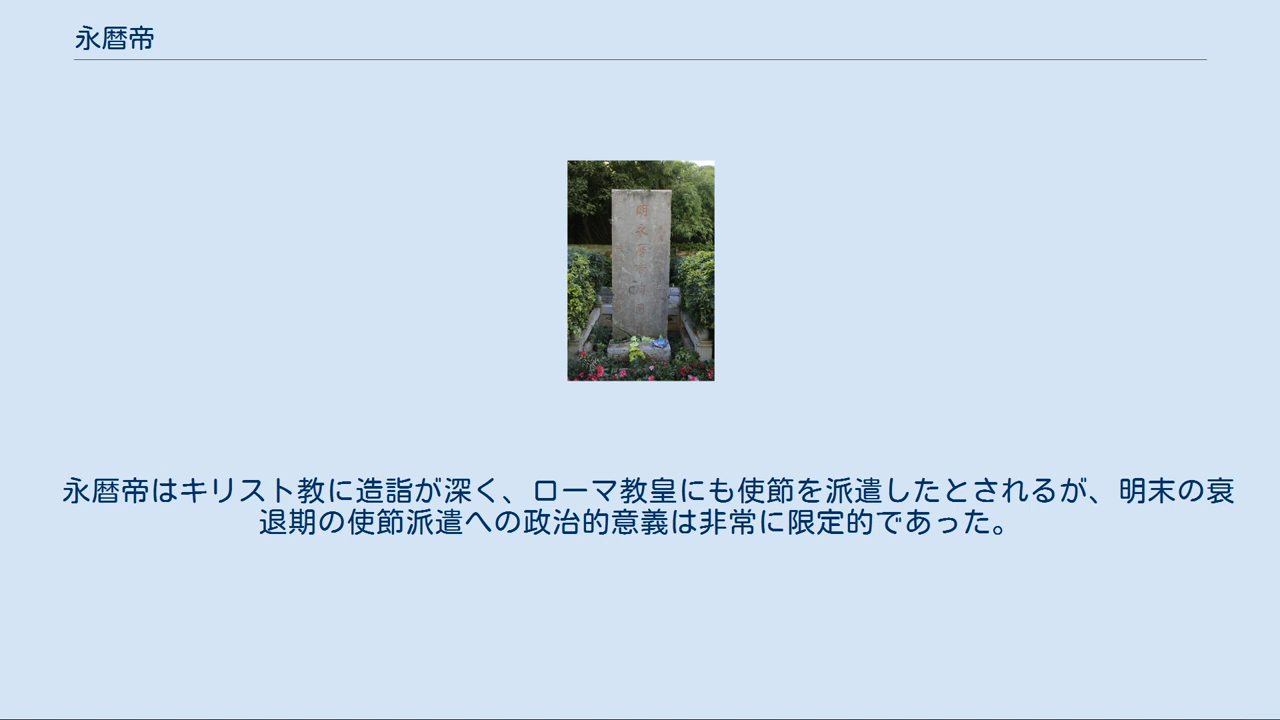 永暦帝
明
永
永暦帝はキリスト教に造詣が深く、ローマ教皇にも使節を派遣したとされるが、明末の衰
退期の使節派遣への政治的意義は非常に限定的であった。